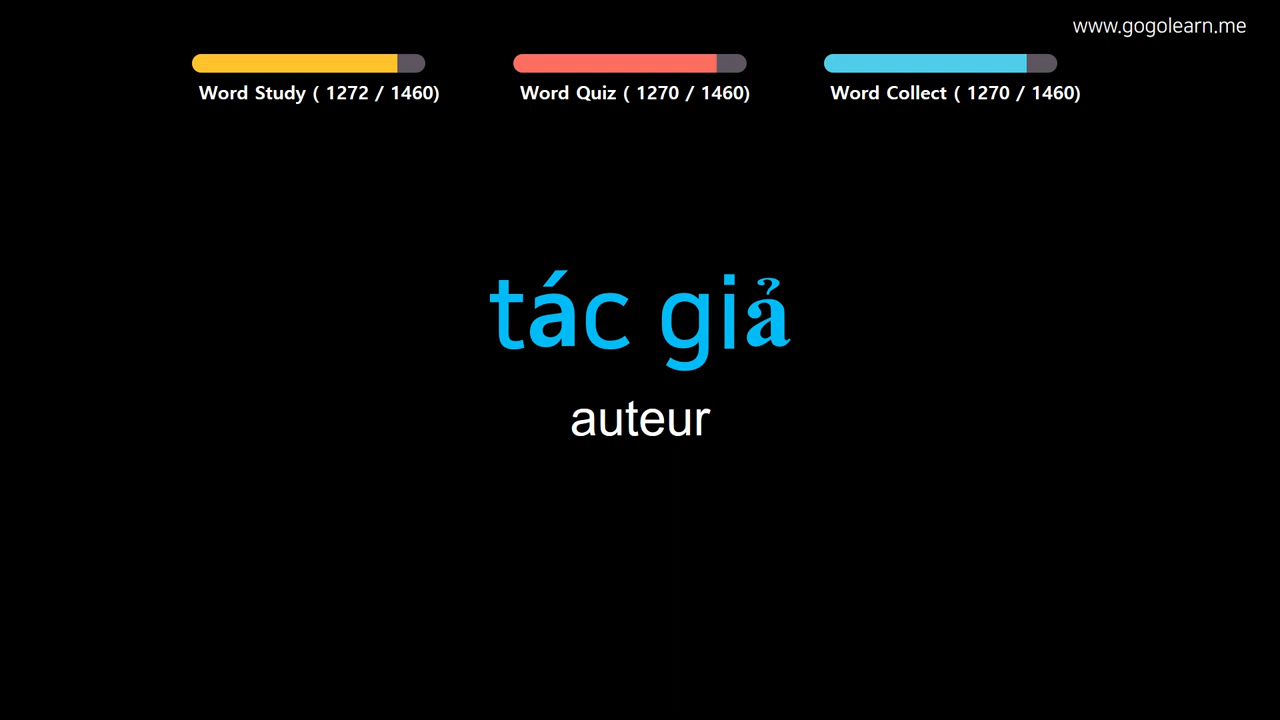 www.gogolearn.me
Word Study ( 1272 / 1460)
Word Quiz ( 1270 / 1460)
Word Collect ( 1270 / 1460)
tác giả
auteur